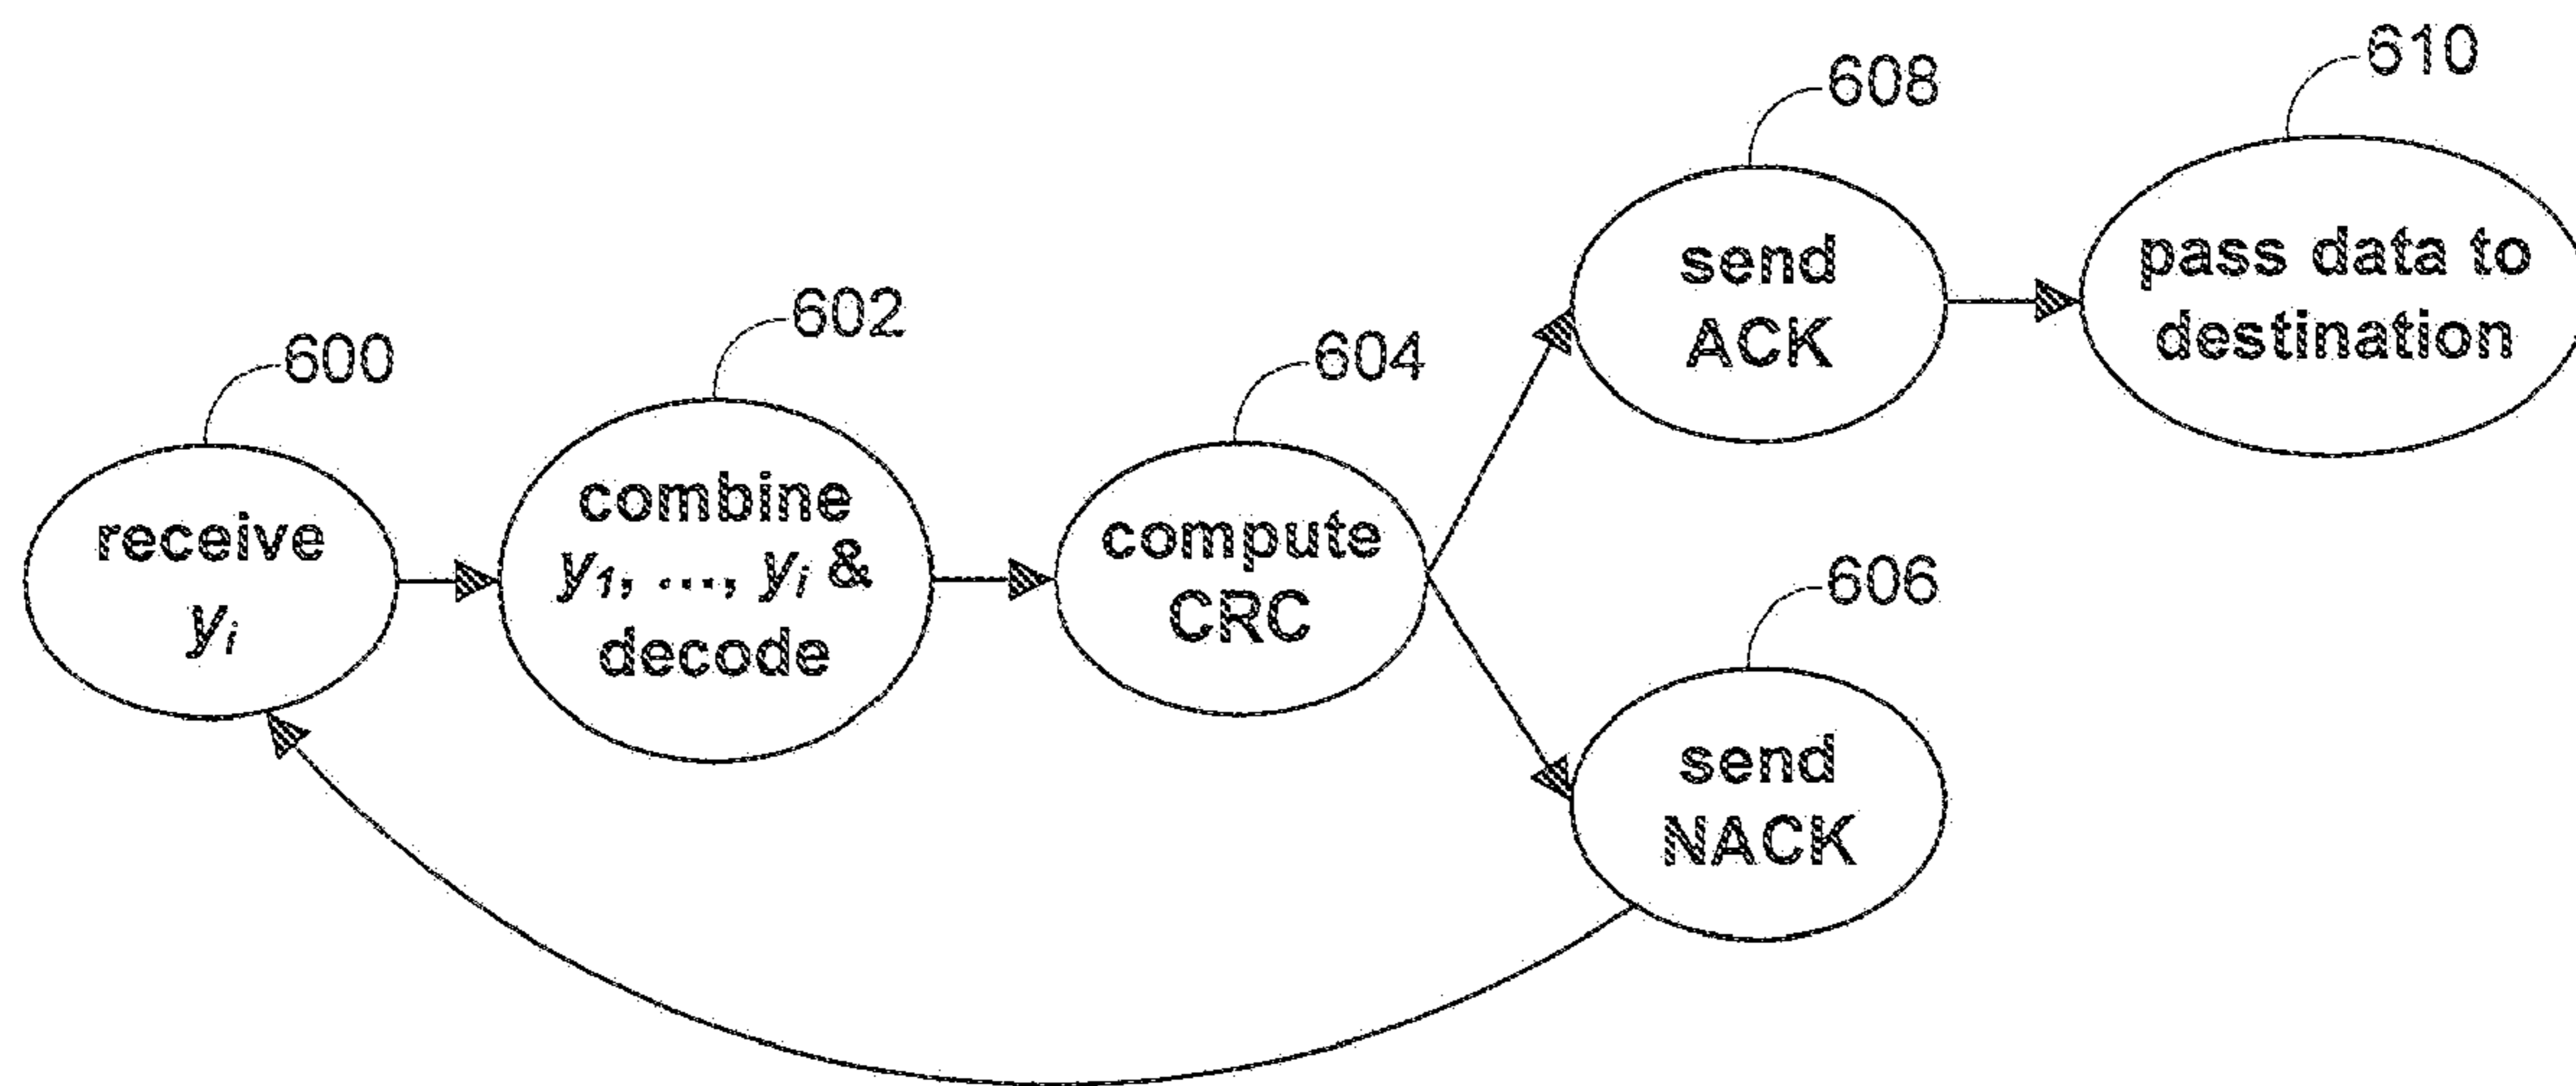 600
receive
yi
602
combine
y1, ..., yi &
decode
604
compute
CRC
608
send
ACK
610
pass data to
destination
606
send
NACK